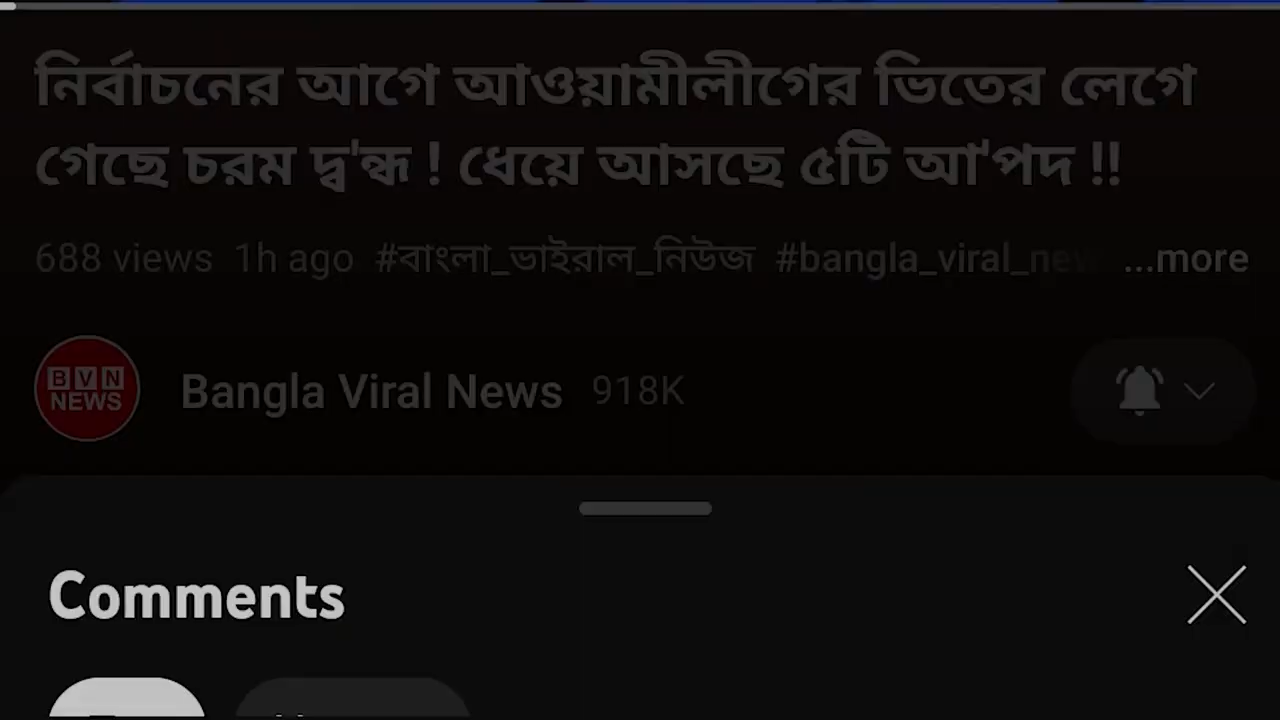 নির্বাচনের আগে আওয়ামীলীগের ভিতের লেগে
গেছে চরম দ্ব'ন্ধ ! ধেয়ে আসছে ৫টি আ'পদ !!
688 views 1h ago #বাংলা_ভাইরাল_নিউজ #bangla_viral_new ...more
BVN
NEWS
Bangla Viral News 918K
Comments